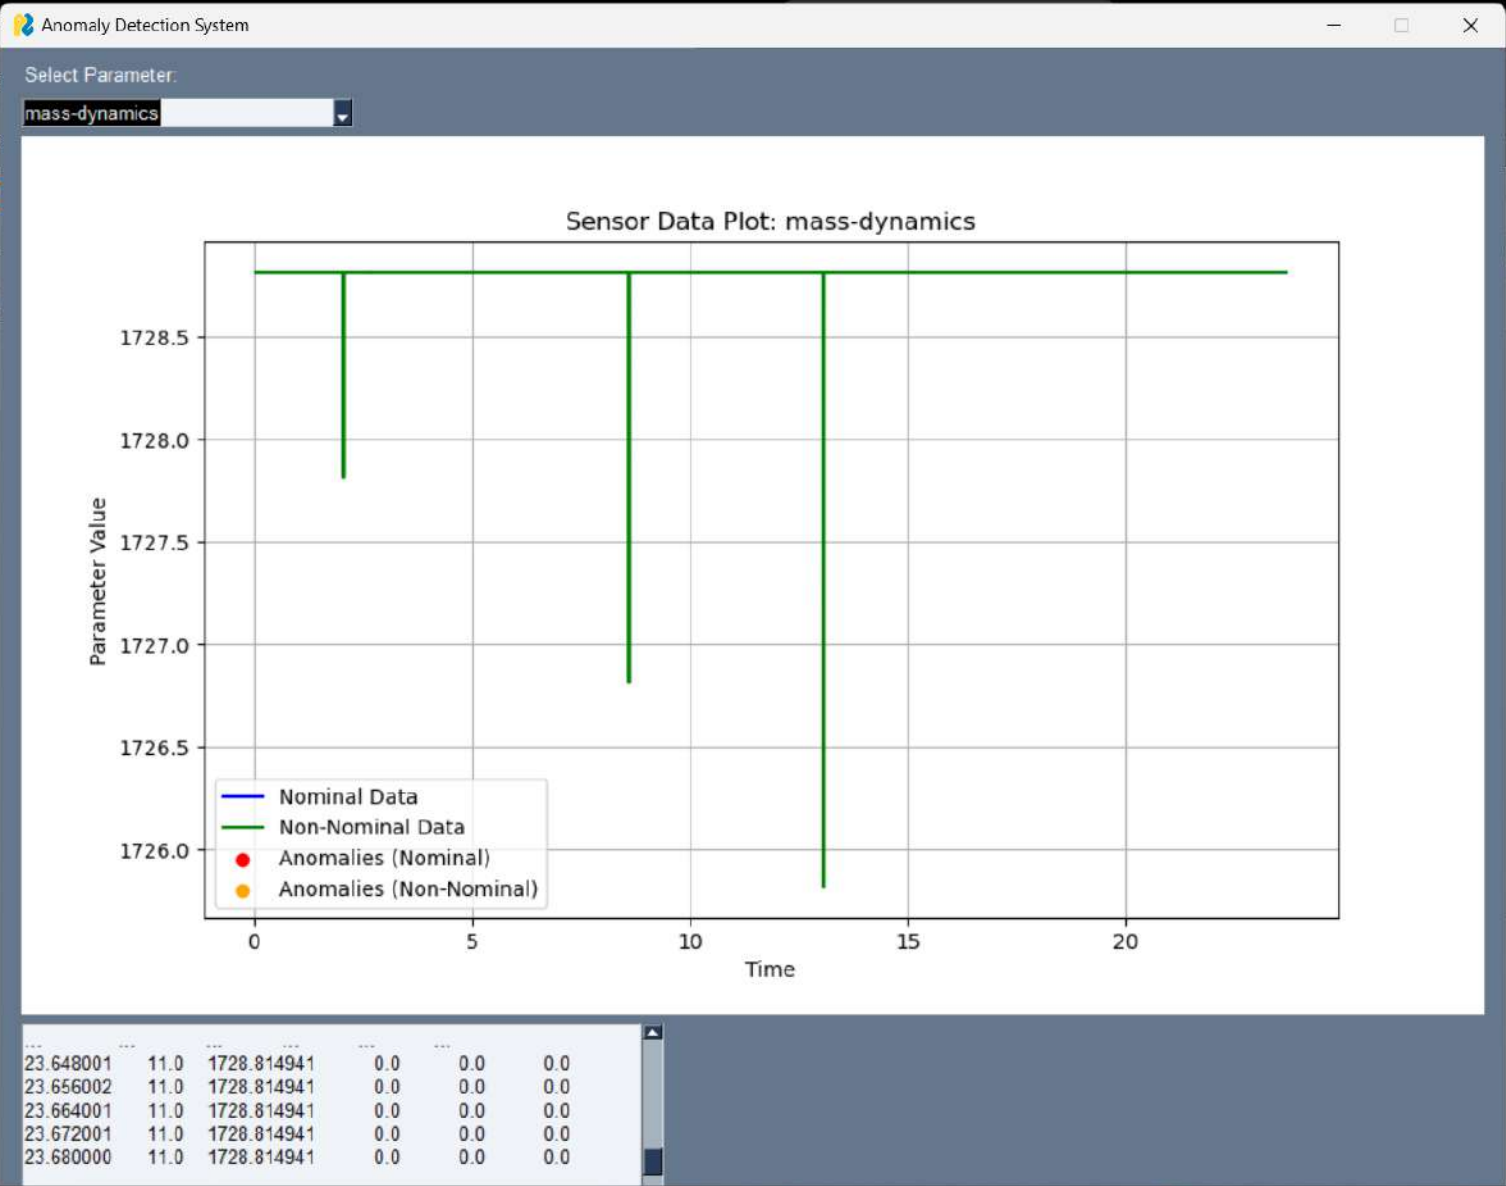 Anomaly Detection System
Select Parameter:
mass-dynamics
Sensor Data Plot: mass-dynamics
1728.5
1728.0
1727.5
1727.0
1726.5
1726.0
Parameter Value
Nominal Data
Non-Nominal Data
Anomalies (Nominal)
Anomalies (Non-Nominal)
0 5 10 15 20
Time
... ... ... ... ... ...
23.648001 11.0 1728.814941 0.0 0.0 0.0
23.656002 11.0 1728.814941 0.0 0.0 0.0
23.664001 11.0 1728.814941 0.0 0.0 0.0
23.672001 11.0 1728.814941 0.0 0.0 0.0
23.680000 11.0 1728.814941 0.0 0.0 0.0